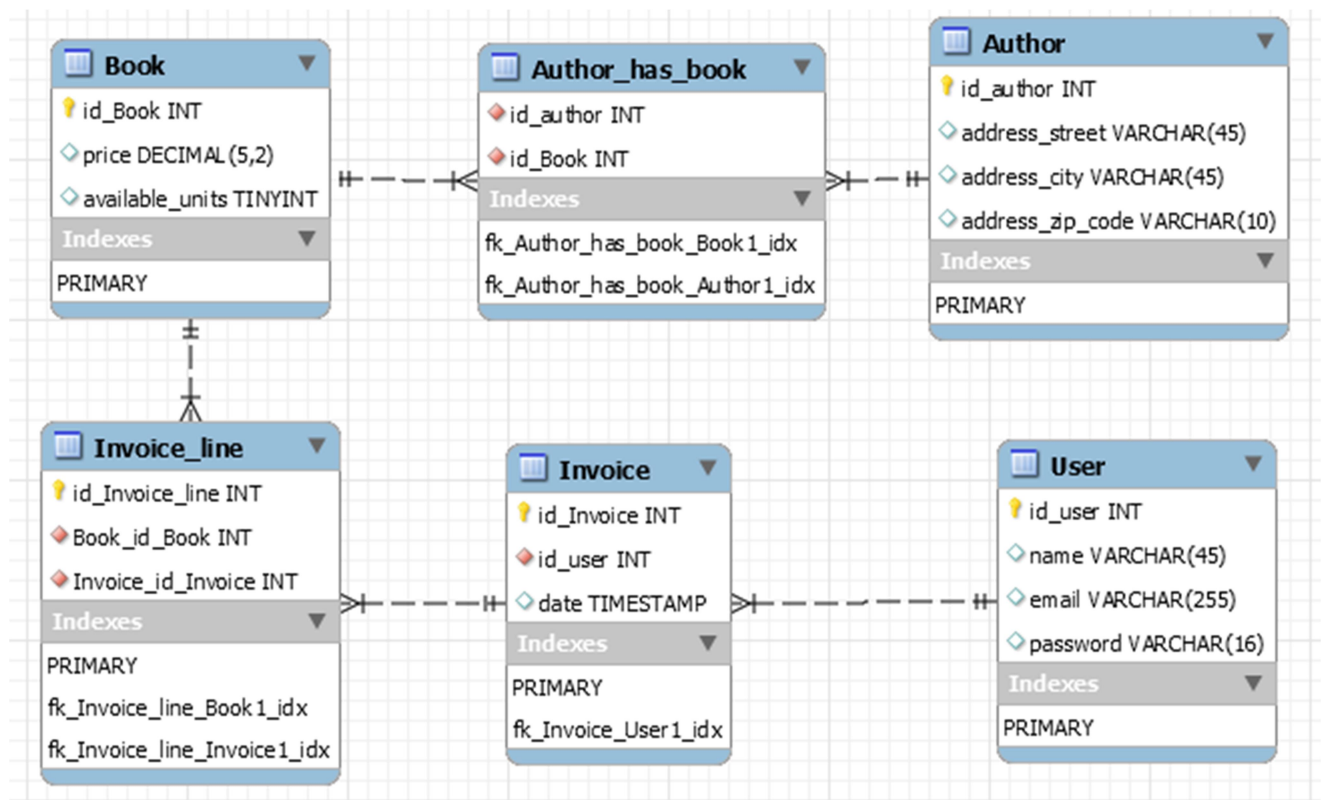 Book
id_Book INT
price DECIMAL(5,2)
available_units TINYINT
Indexes
PRIMARY
Author_has_book
id_author INT
id_Book INT
Indexes
fk_Author_has_book_Book1_idx
fk_Author_has_book_Author1_idx
Author
id_author INT
address_street VARCHAR(45)
address_city VARCHAR(45)
address_zip_code VARCHAR(10)
Indexes
PRIMARY
Invoice_line
id_Invoice_line INT
Book_id_Book INT
Invoice_id_Invoice INT
Indexes
PRIMARY
fk_Invoice_line_Book1_idx
fk_Invoice_line_Invoice1_idx
Invoice
id_Invoice INT
id_user INT
date TIMESTAMP
Indexes
PRIMARY
fk_Invoice_User1_idx
User
id_user INT
name VARCHAR(45)
email VARCHAR(255)
password VARCHAR(16)
Indexes
PRIMARY